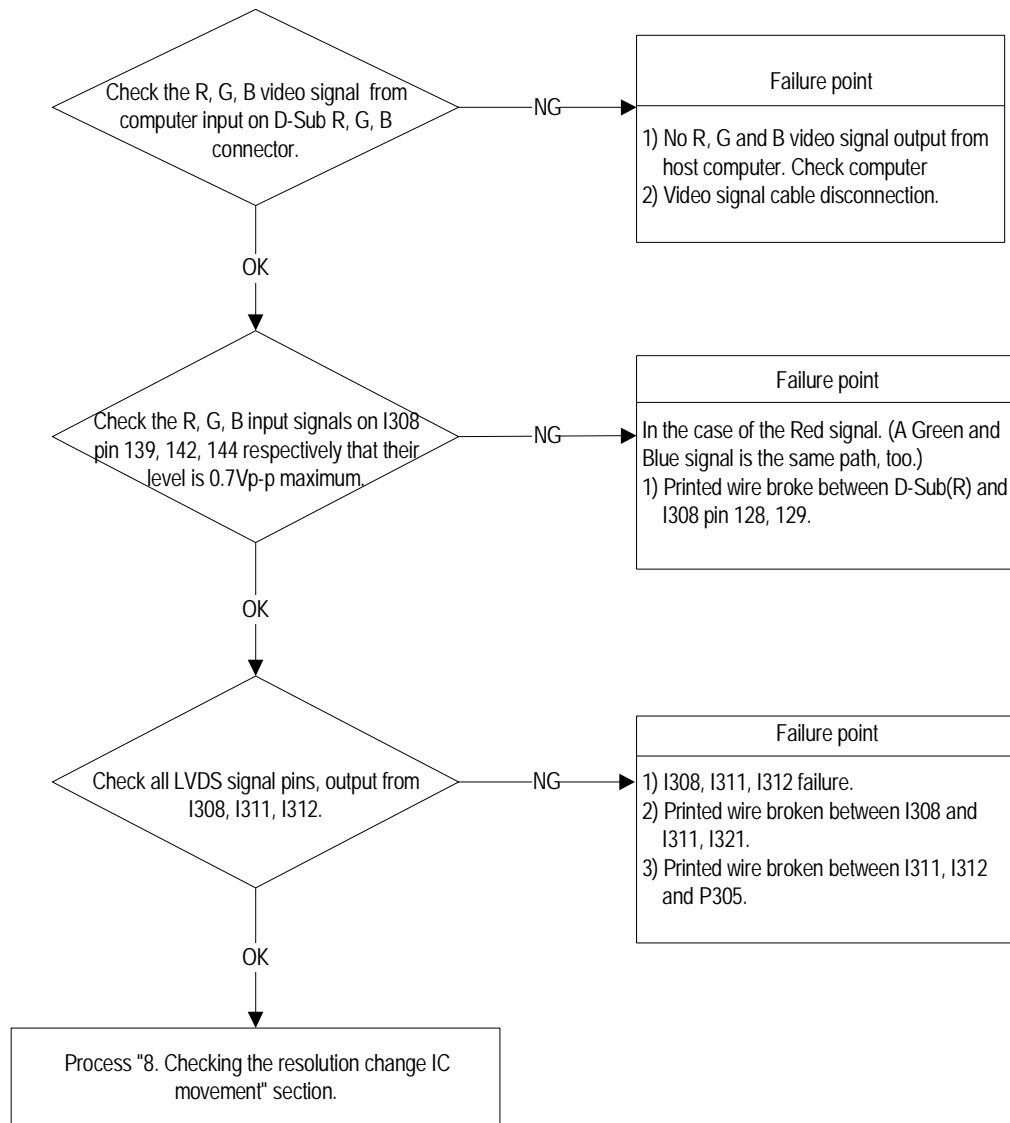 Check the R, G, B video signal from
computer input on D-Sub R, G, B
connector.
NG
Failure point
1) No R, G and B video signal output from
host computer. Check computer
2) Video signal cable disconnection.
OK
Check the R, G, B input signals on I308
pin 139, 142, 144 respectively that their
level is 0.7Vp-p maximum.
NG
Failure point
In the case of the Red signal. (A Green and
Blue signal is the same path, too.)
1) Printed wire broke between D-Sub(R) and
I308 pin 128, 129.
OK
Check all LVDS signal pins, output from
I308, I311, I312.
NG
Failure point
1) I308, I311, I312 failure.
2) Printed wire broken between I308 and
I311, I321.
3) Printed wire broken between I311, I312
and P305.
OK
Process "8. Checking the resolution change IC
movement" section.